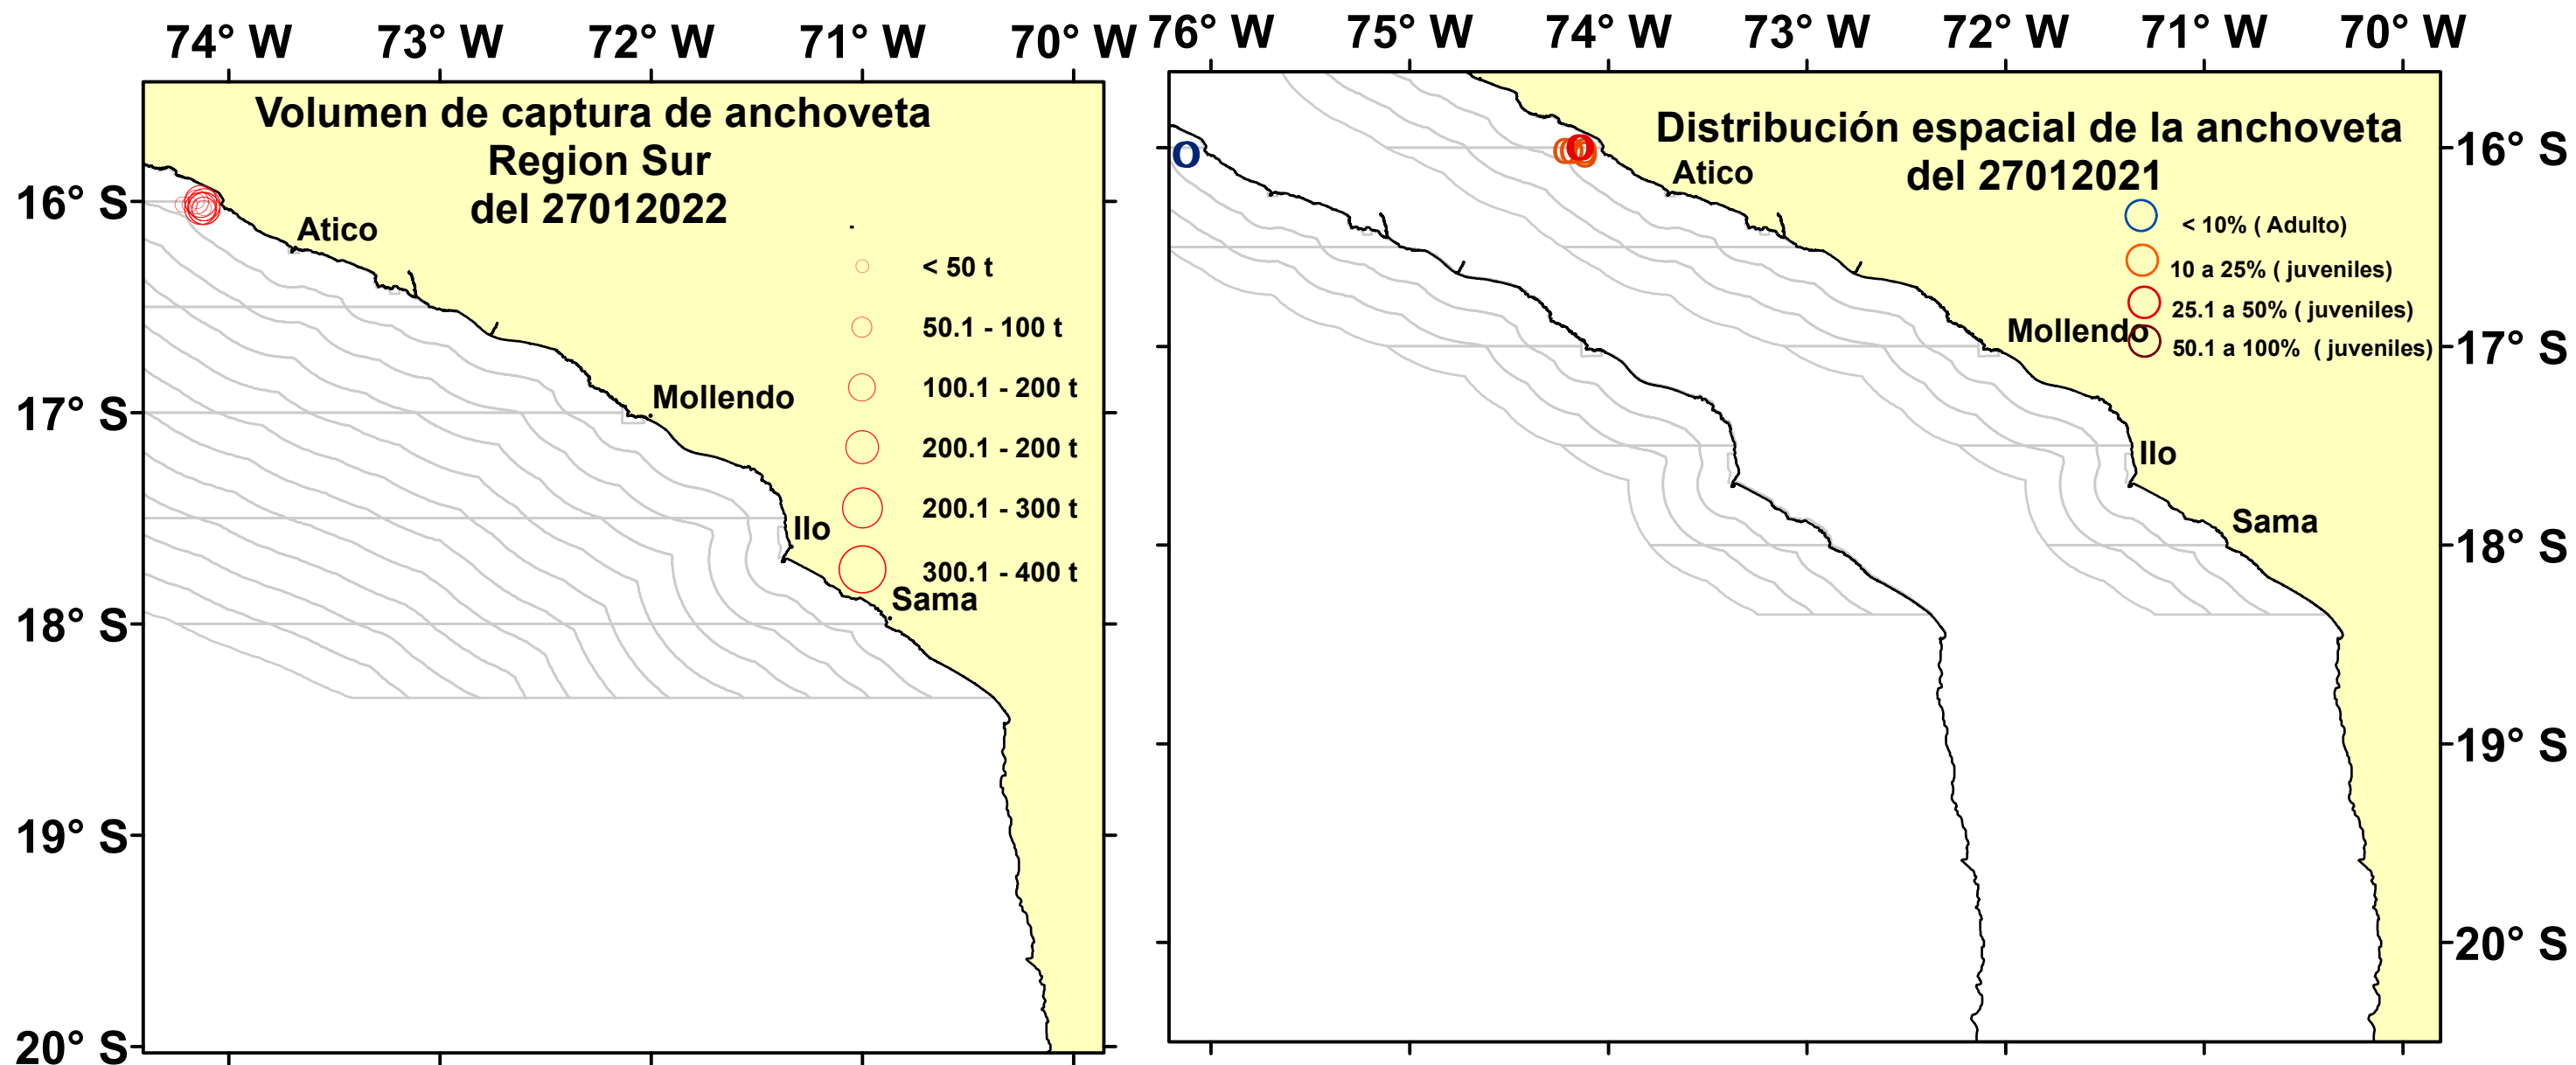 74° W 73° W 72° W 71° W 70° W
Volumen de captura de anchoveta
Region Sur
del 27012022
16° S
17° S
18° S
19° S
20° S
Atico
Mollendo
Ilo
Sama
< 50 t
50.1 - 100 t
100.1 - 200 t
200.1 - 200 t
200.1 - 300 t
300.1 - 400 t
76° W 75° W 74° W 73° W 72° W 71° W 70° W
Distribución espacial de la anchoveta
del 27012021
< 10% ( Adulto)
10 a 25% ( juveniles)
25.1 a 50% ( juveniles)
50.1 a 100% ( juveniles)
Atico
Mollendo
Ilo
Sama
16° S
17° S
18° S
19° S
20° S